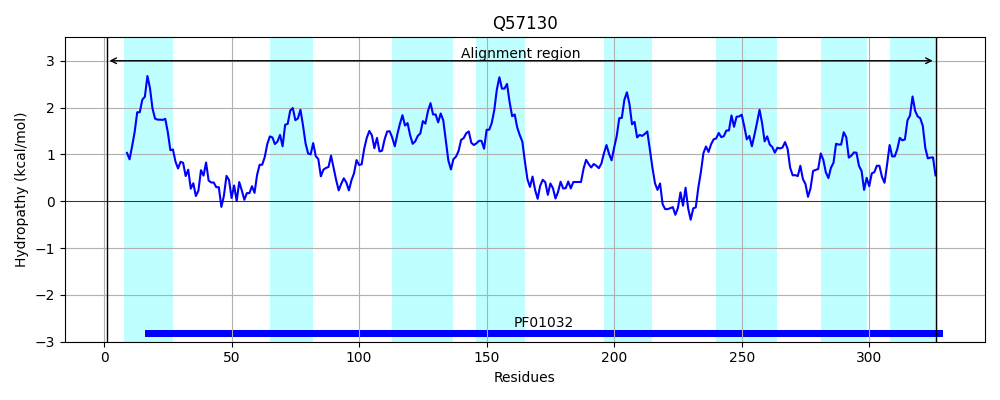 Q57130
Hydropathy (kcal/mol)
3
2
1
0
−1
−2
−3
Alignment region
PF01032
0 50 100 150 200 250 300
Residues